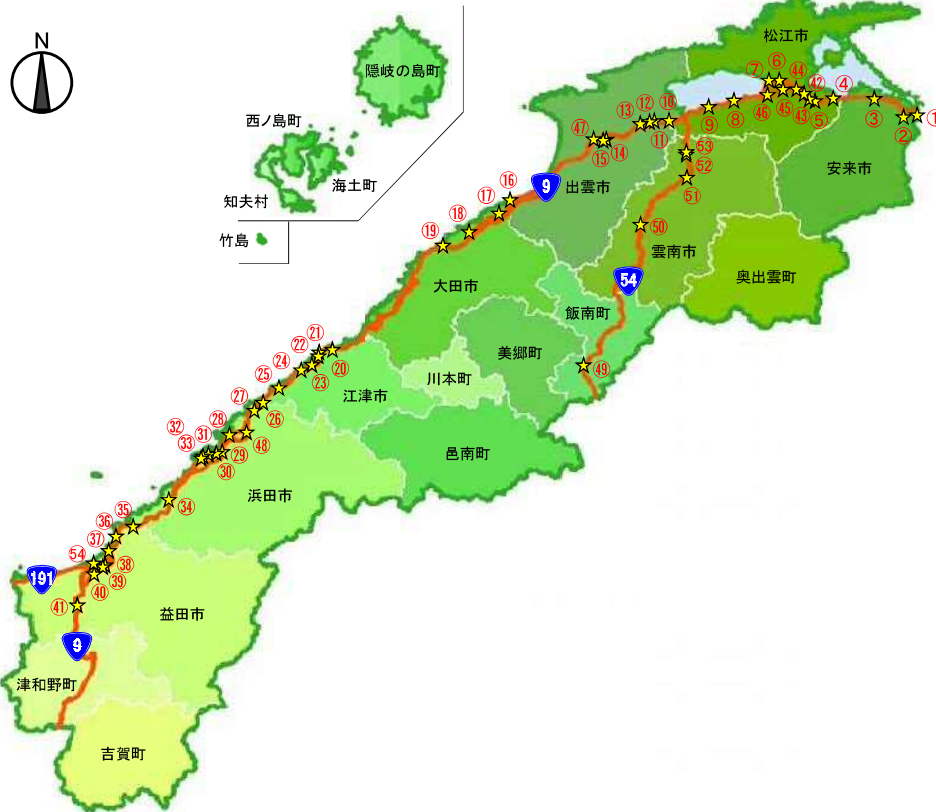 N
隠岐の島町
西ノ島町
海士町
知夫村
竹島
松江市
⑦ ⑥ ㊹ ㊷ ④
㊻ ㊺ ㊸ ⑤ ③ ② ①
⑬ ⑫ ⑩ ⑨ ⑧
㊼ ⑮ ⑭ ⑪
53
52
51
安来市
⑰ ⑯
9
出雲市
⑲ ⑱
㊿
雲南市
54
奥出雲町
大田市
飯南町
㉒ ㉑
美郷町
㉔ ㉓ ⑳
㊾
㉕
川本町
江津市
㉗ ㉖
㉜ ㉘
㉝ ㉛ ㊽
㉚ ㉙
邑南町
浜田市
㉞
㊱ ㉟
㊲
54 ㊳
191
㊵ ㊴
㊶
益田市
9
津和野町
吉賀町